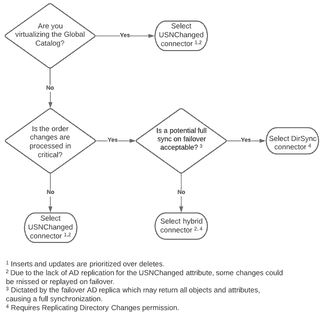 Are you
virtualizing the Global
Catalog?
Yes
Select
USNChanged
connector 1,2
No
Is the order
changes are
processed in
critical?
Yes
Is a potential full
sync on failover
acceptable? 3
Yes
Select DirSync
connector 4
No
No
Select
USNChanged
connector 1,2
Select hybrid
connector 2, 4
1 Inserts and updates are prioritized over deletes.
2 Due to the lack of AD replication for the USNChanged attribute, some changes could
be missed or replayed on failover.
3 Dictated by the failover AD replica which may return all objects and attributes,
causing a full synchronization.
4 Requires Replicating Directory Changes permission.